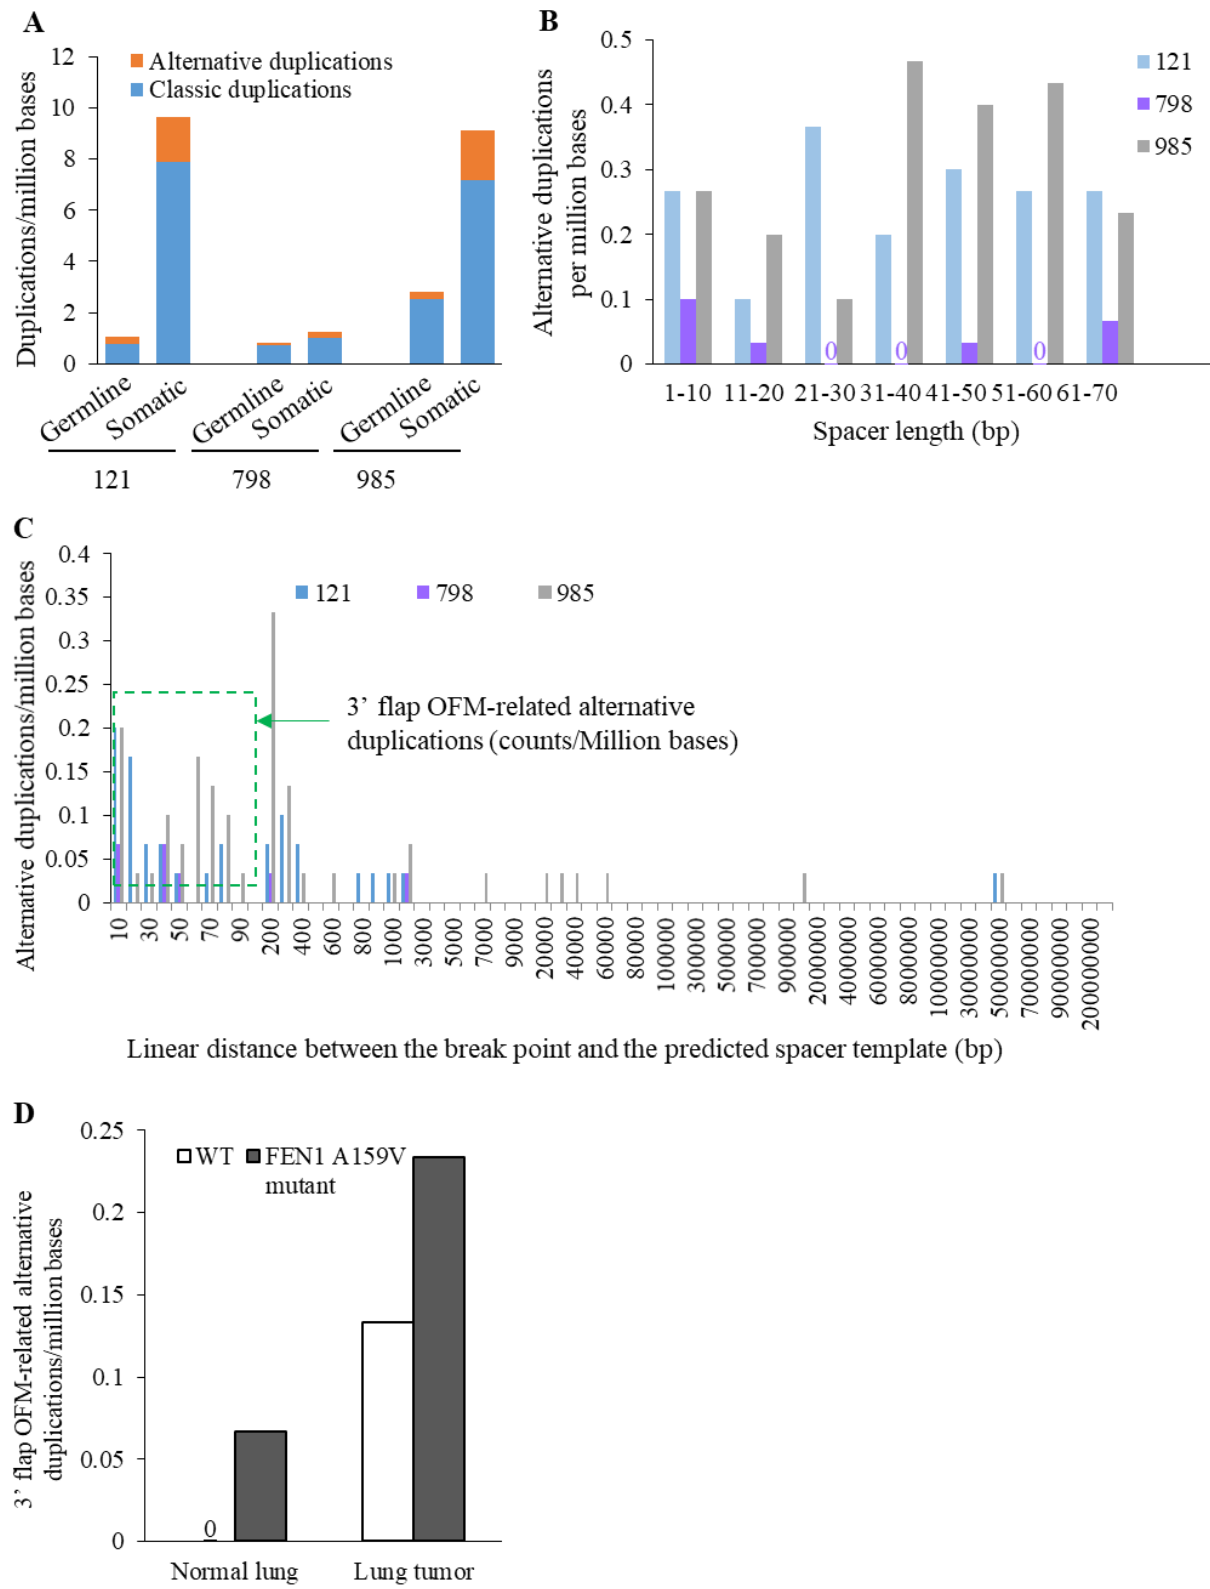 A
Duplications/million bases
12
10
8
6
4
2
0
Alternative duplications
Classic duplications
Germline
Somatic
Germline
Somatic
Germline
Somatic
121
798
985
B
Alternative duplications
per million bases
0.5
0.4
0.3
0.2
0.1
0
121
798
985
0
0
0
1-10 11-20 21-30 31-40 41-50 51-60 61-70
Spacer length (bp)
C
Alternative duplications/million bases
0.4
0.35
0.3
0.25
0.2
0.15
0.1
0.05
0
121
798
985
3’ flap OFM-related alternative
duplications (counts/Million bases)
10
30
50
70
90
200
400
600
800
1000
3000
5000
7000
9000
20000
40000
60000
80000
100000
300000
500000
700000
900000
2000000
4000000
6000000
8000000
10000000
30000000
50000000
70000000
90000000
200000000
Linear distance between the break point and the predicted spacer template (bp)
D
3’ flap OFM-related alternative
duplications/million bases
0.25
0.2
0.15
0.1
0.05
0
WT
FEN1 A159V
mutant
0
Normal lung
Lung tumor